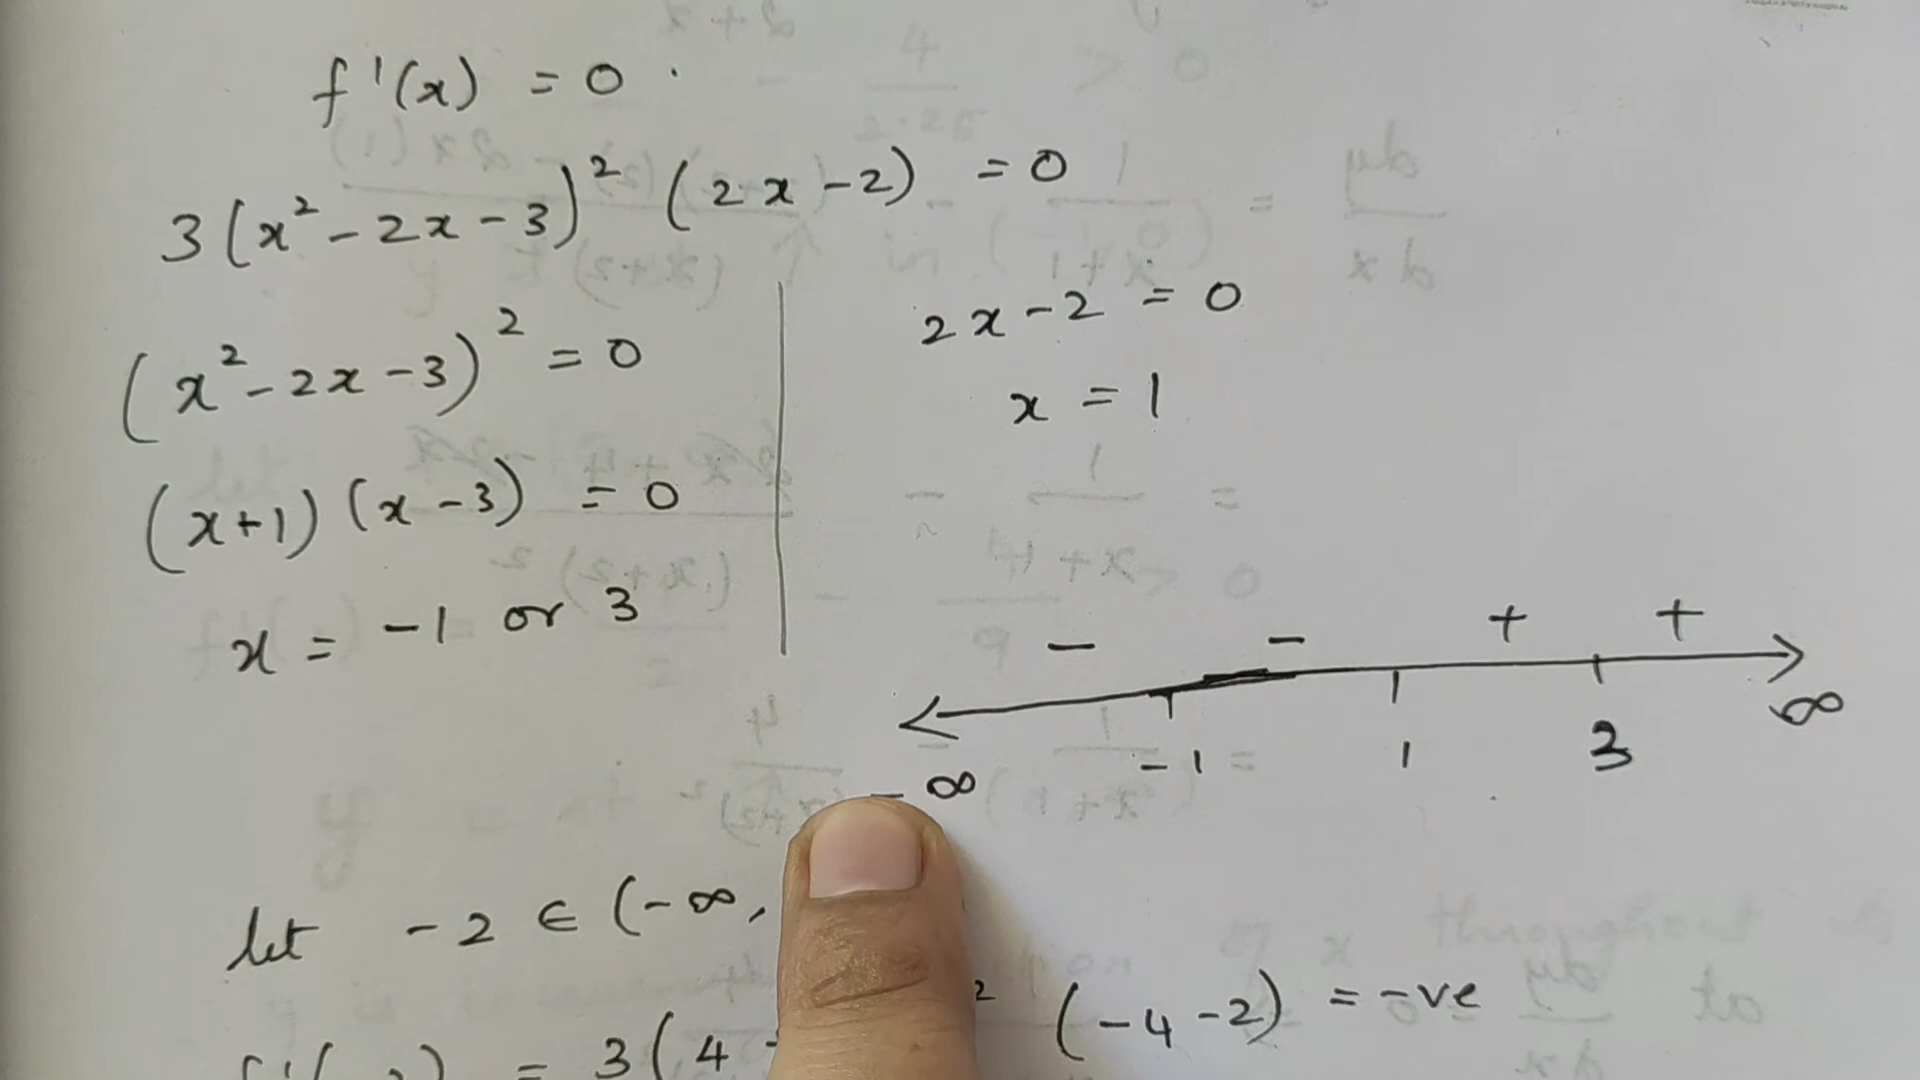 f'(x) = 0 .
3(x² - 2x - 3)² (2x - 2) = 0
(x² - 2x - 3)² = 0
(x+1) (x-3) = 0
x = -1 or 3
2x - 2 = 0
x = 1
- - + +
-∞ -1 1 3 ∞
let -2 ∈ (-∞,
= 3(4 ² (-4 -2) = -ve